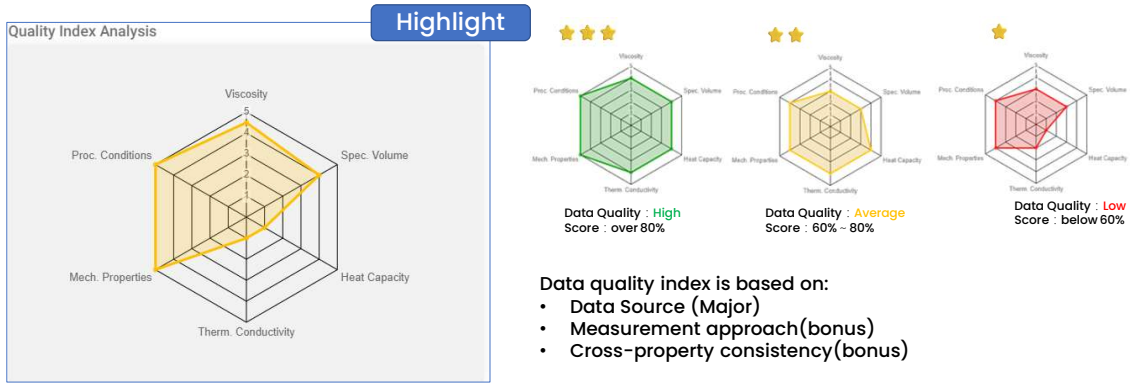 Highlight
Quality Index Analysis
Viscosity
5
4
3
2
1
Proc. Conditions
Spec. Volume
Mech. Properties
Heat Capacity
Therm. Conductivity
Viscosity
5
Proc. Conditions
Spec. Volume
Mech. Properties
Heat Capacity
Therm. Conductivity
Data Quality : High
Score : over 80%
Viscosity
5
Proc. Conditions
Spec. Volume
Mech. Properties
Heat Capacity
Therm. Conductivity
Data Quality : Average
Score : 60% ~ 80%
Viscosity
5
Proc. Conditions
Spec. Volume
Mech. Properties
Heat Capacity
Therm. Conductivity
Data Quality : Low
Score : below 60%
Data quality index is based on:
• Data Source (Major)
• Measurement approach(bonus)
• Cross-property consistency(bonus)